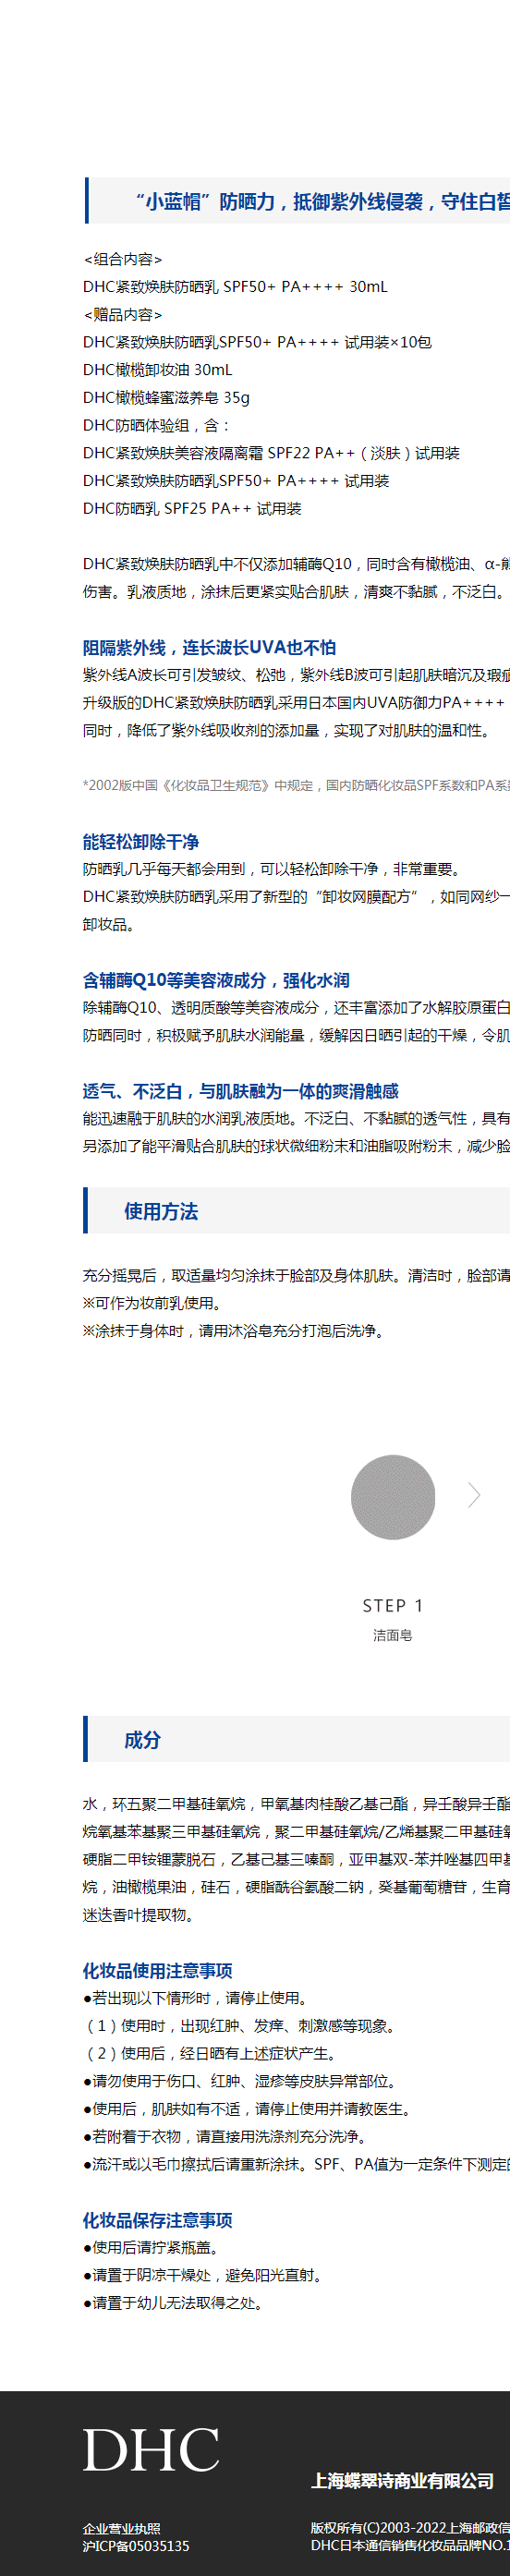 “小蓝帽”防晒力，抵御紫外线侵袭，守住白皙
<组合内容>
DHC紧致焕肤防晒乳 SPF50+ PA++++ 30mL
<赠品内容>
DHC紧致焕肤防晒乳SPF50+ PA++++ 试用装×10包
DHC橄榄卸妆油 30mL
DHC橄榄蜂蜜滋养皂 35g
DHC防晒体验组，含：
DHC紧致焕肤美容液隔离霜 SPF22 PA++（淡肤）试用装
DHC紧致焕肤防晒乳SPF50+ PA++++ 试用装
DHC防晒乳 SPF25 PA++ 试用装
DHC紧致焕肤防晒乳中不仅添加辅酶Q10，同时含有橄榄油、α-
伤害。乳液质地，涂抹后更紧实贴合肌肤，清爽不黏腻，不泛白。
阻隔紫外线，连长波长UVA也不怕
紫外线A波长可引发皱纹、松弛，紫外线B波可引起肌肤暗沉及瑕疵
升级版的DHC紧致焕肤防晒乳采用日本国内UVA防御力PA++++
同时，降低了紫外线吸收剂的添加量，实现了对肌肤的温和性。
*2002版中国《化妆品卫生规范》中规定，国内防晒化妆品SPF系数和PA系数
能轻松卸除干净
防晒乳几乎每天都会用到，可以轻松卸除干净，非常重要。
DHC紧致焕肤防晒乳采用了新型的“卸妆网膜配方”，如同网纱一
卸妆品。
含辅酶Q10等美容液成分，强化水润
除辅酶Q10、透明质酸等美容液成分，还丰富添加了水解胶原蛋白
防晒同时，积极赋予肌肤水润能量，缓解因日晒引起的干燥，令肌
透气、不泛白，与肌肤融为一体的爽滑触感
能迅速融于肌肤的水润乳液质地。不泛白、不黏腻的透气性，具有
另添加了能平滑贴合肌肤的球状微细粉末和油脂吸附粉末，减少脸
使用方法
充分摇晃后，取适量均匀涂抹于脸部及身体肌肤。清洁时，脸部请
※可作为妆前乳使用。
※涂抹于身体时，请用沐浴皂充分打泡后洗净。
STEP 1
洁面皂
成分
水，环五聚二甲基硅氧烷，甲氧基肉桂酸乙基己酯，异壬酸异壬酯
烷氧基苯基聚三甲基硅氧烷，聚二甲基硅氧烷/乙烯基聚二甲基硅氧
硬脂二甲铵锂蒙脱石，乙基己基三嗪酮，亚甲基双-苯并唑基四甲基
烷，油橄榄果油，硅石，硬脂酰谷氨酸二钠，癸基葡萄糖苷，生育
迷迭香叶提取物。
化妆品使用注意事项
●若出现以下情形时，请停止使用。
（1）使用时，出现红肿、发痒、刺激感等现象。
（2）使用后，经日晒有上述症状产生。
●请勿使用于伤口、红肿、湿疹等皮肤异常部位。
●使用后，肌肤如有不适，请停止使用并请教医生。
●若附着于衣物，请直接用洗涤剂充分洗净。
●流汗或以毛巾擦拭后请重新涂抹。SPF、PA值为一定条件下测定的
化妆品保存注意事项
●使用后请拧紧瓶盖。
●请置于阴凉干燥处，避免阳光直射。
●请置于幼儿无法取得之处。
DHC
上海蝶翠诗商业有限公司
企业营业执照
沪ICP备05035135
版权所有(C)2003-2022上海邮政信
DHC日本通信销售化妆品品牌NO.1